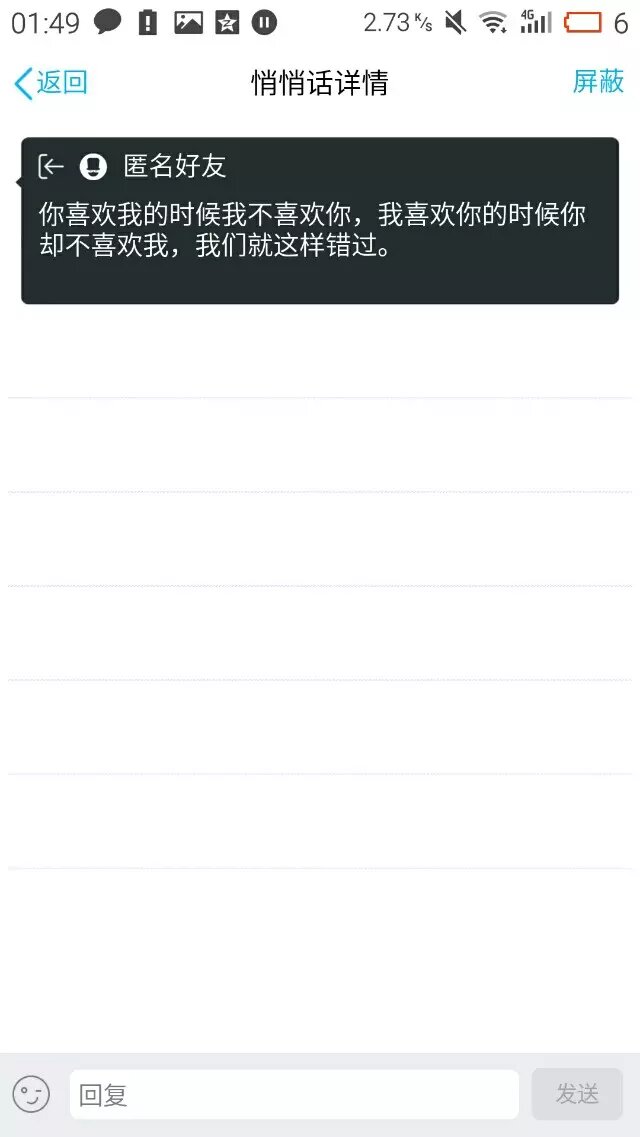 01:49 2.73 K/s 4G 6
返回 悄悄话详情 屏蔽
匿名好友
你喜欢我的时候我不喜欢你，我喜欢你的时候你
却不喜欢我，我们就这样错过。
回复 发送